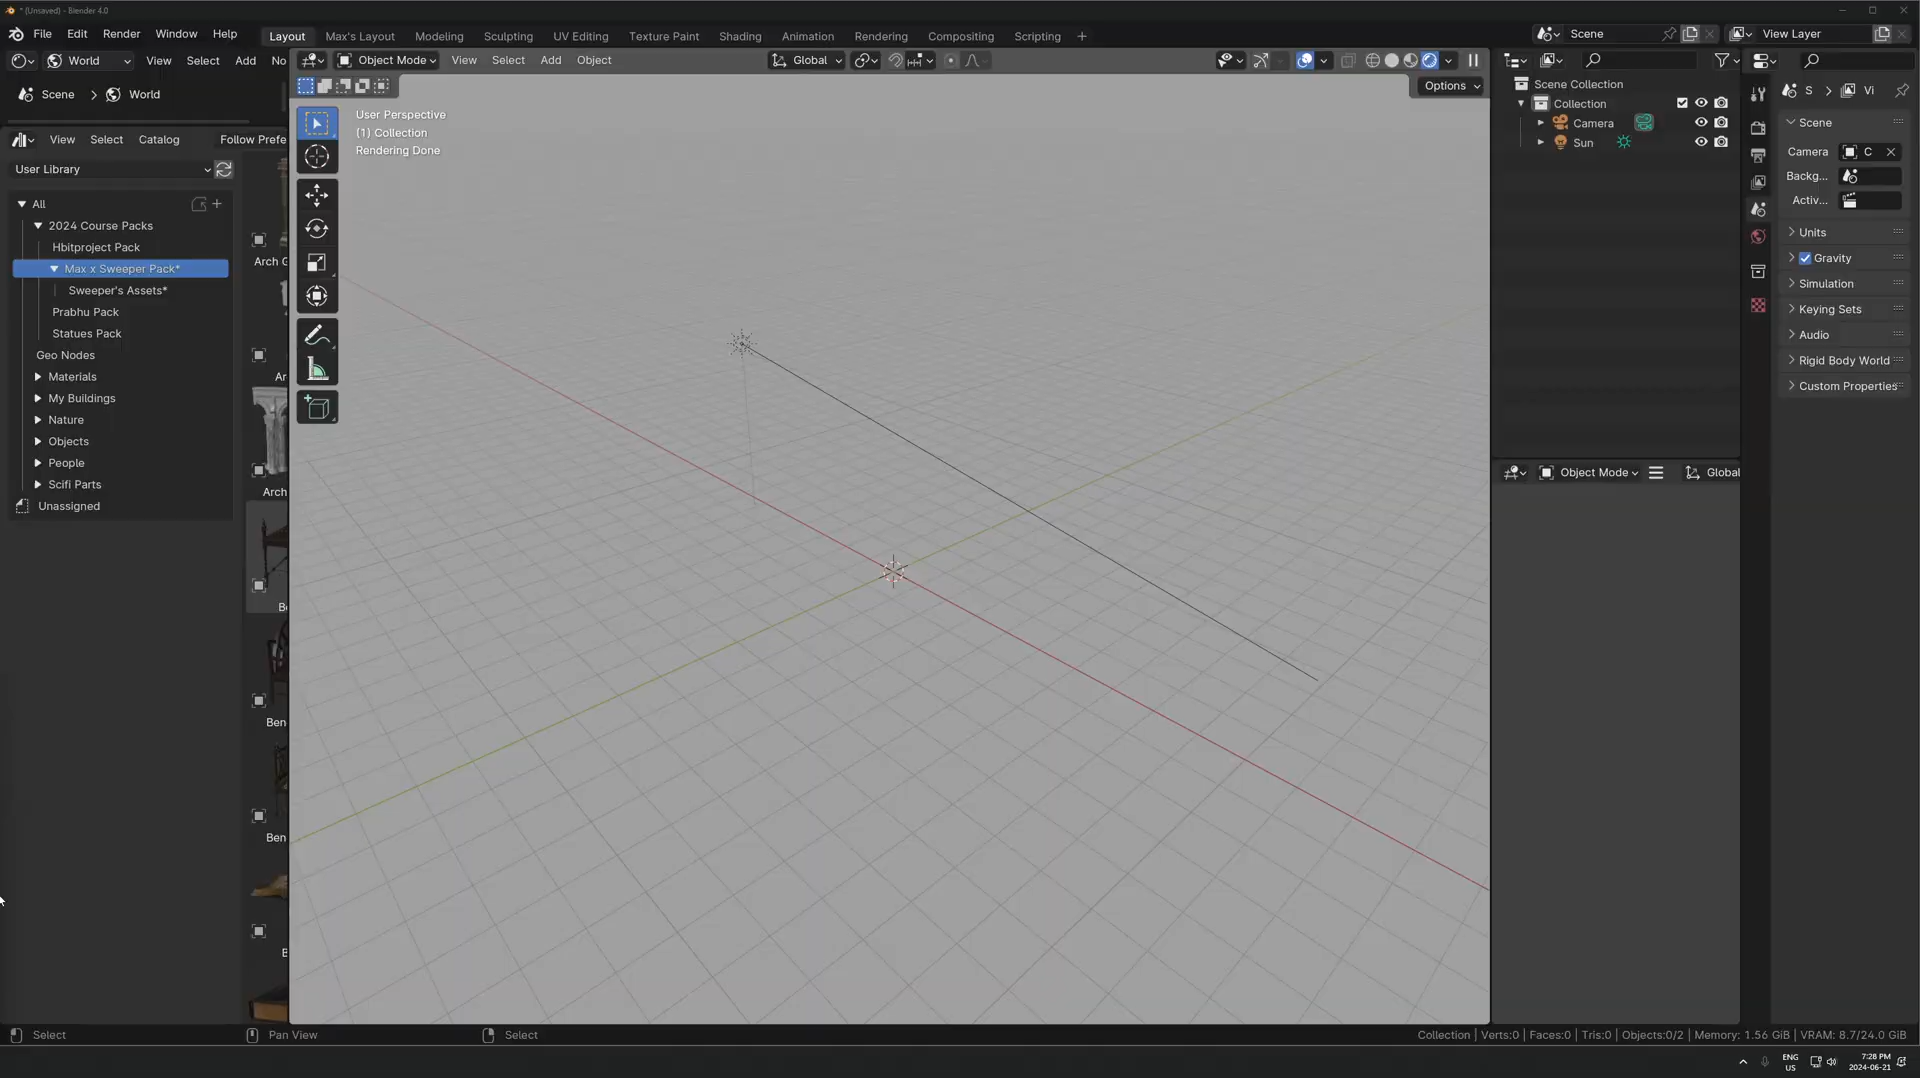 * (Unsaved) - Blender 4.0
File Edit Render Window Help
Layout Max's Layout Modeling Sculpting UV Editing Texture Paint Shading Animation Rendering Compositing Scripting +
Scene View Layer
World View Select Add No
Object Mode View Select Add Object Global
Scene > World
Options
View Select Catalog Follow Prefe
User Library
All
2024 Course Packs
Hbitproject Pack
Max x Sweeper Pack*
Sweeper's Assets*
Prabhu Pack
Statues Pack
Geo Nodes
Materials
My Buildings
Nature
Objects
People
Scifi Parts
Unassigned
Arch G
Ar
Arch
Be
Ben
Ben
B
User Perspective
(1) Collection
Rendering Done
Scene Collection
Collection
Camera
Sun
Object Mode Global
S > Vi
Scene
Camera C
Backg...
Activ...
Units
Gravity
Simulation
Keying Sets
Audio
Rigid Body World
Custom Properties
Select Pan View Select
Collection | Verts:0 | Faces:0 | Tris:0 | Objects:0/2 | Memory: 1.56 GiB | VRAM: 8.7/24.0 GiB
ENG
US
7:28 PM
2024-06-21